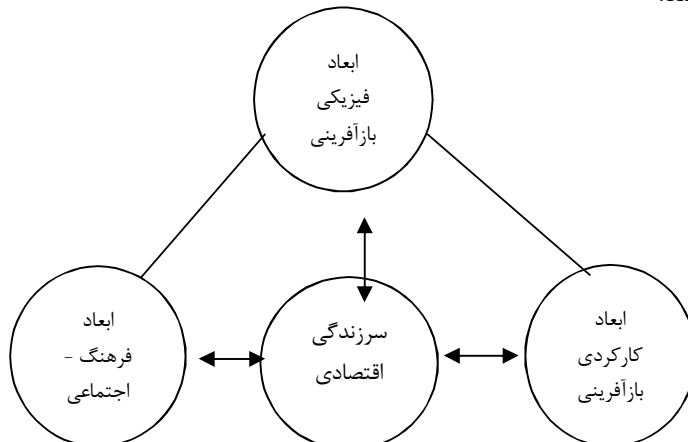 ابعاد
فیزیکی
بازآفرینی
ابعاد
کارکردی
بازآفرینی
سرزندگی
اقتصادی
ابعاد
فرهنگ –
اجتماعی